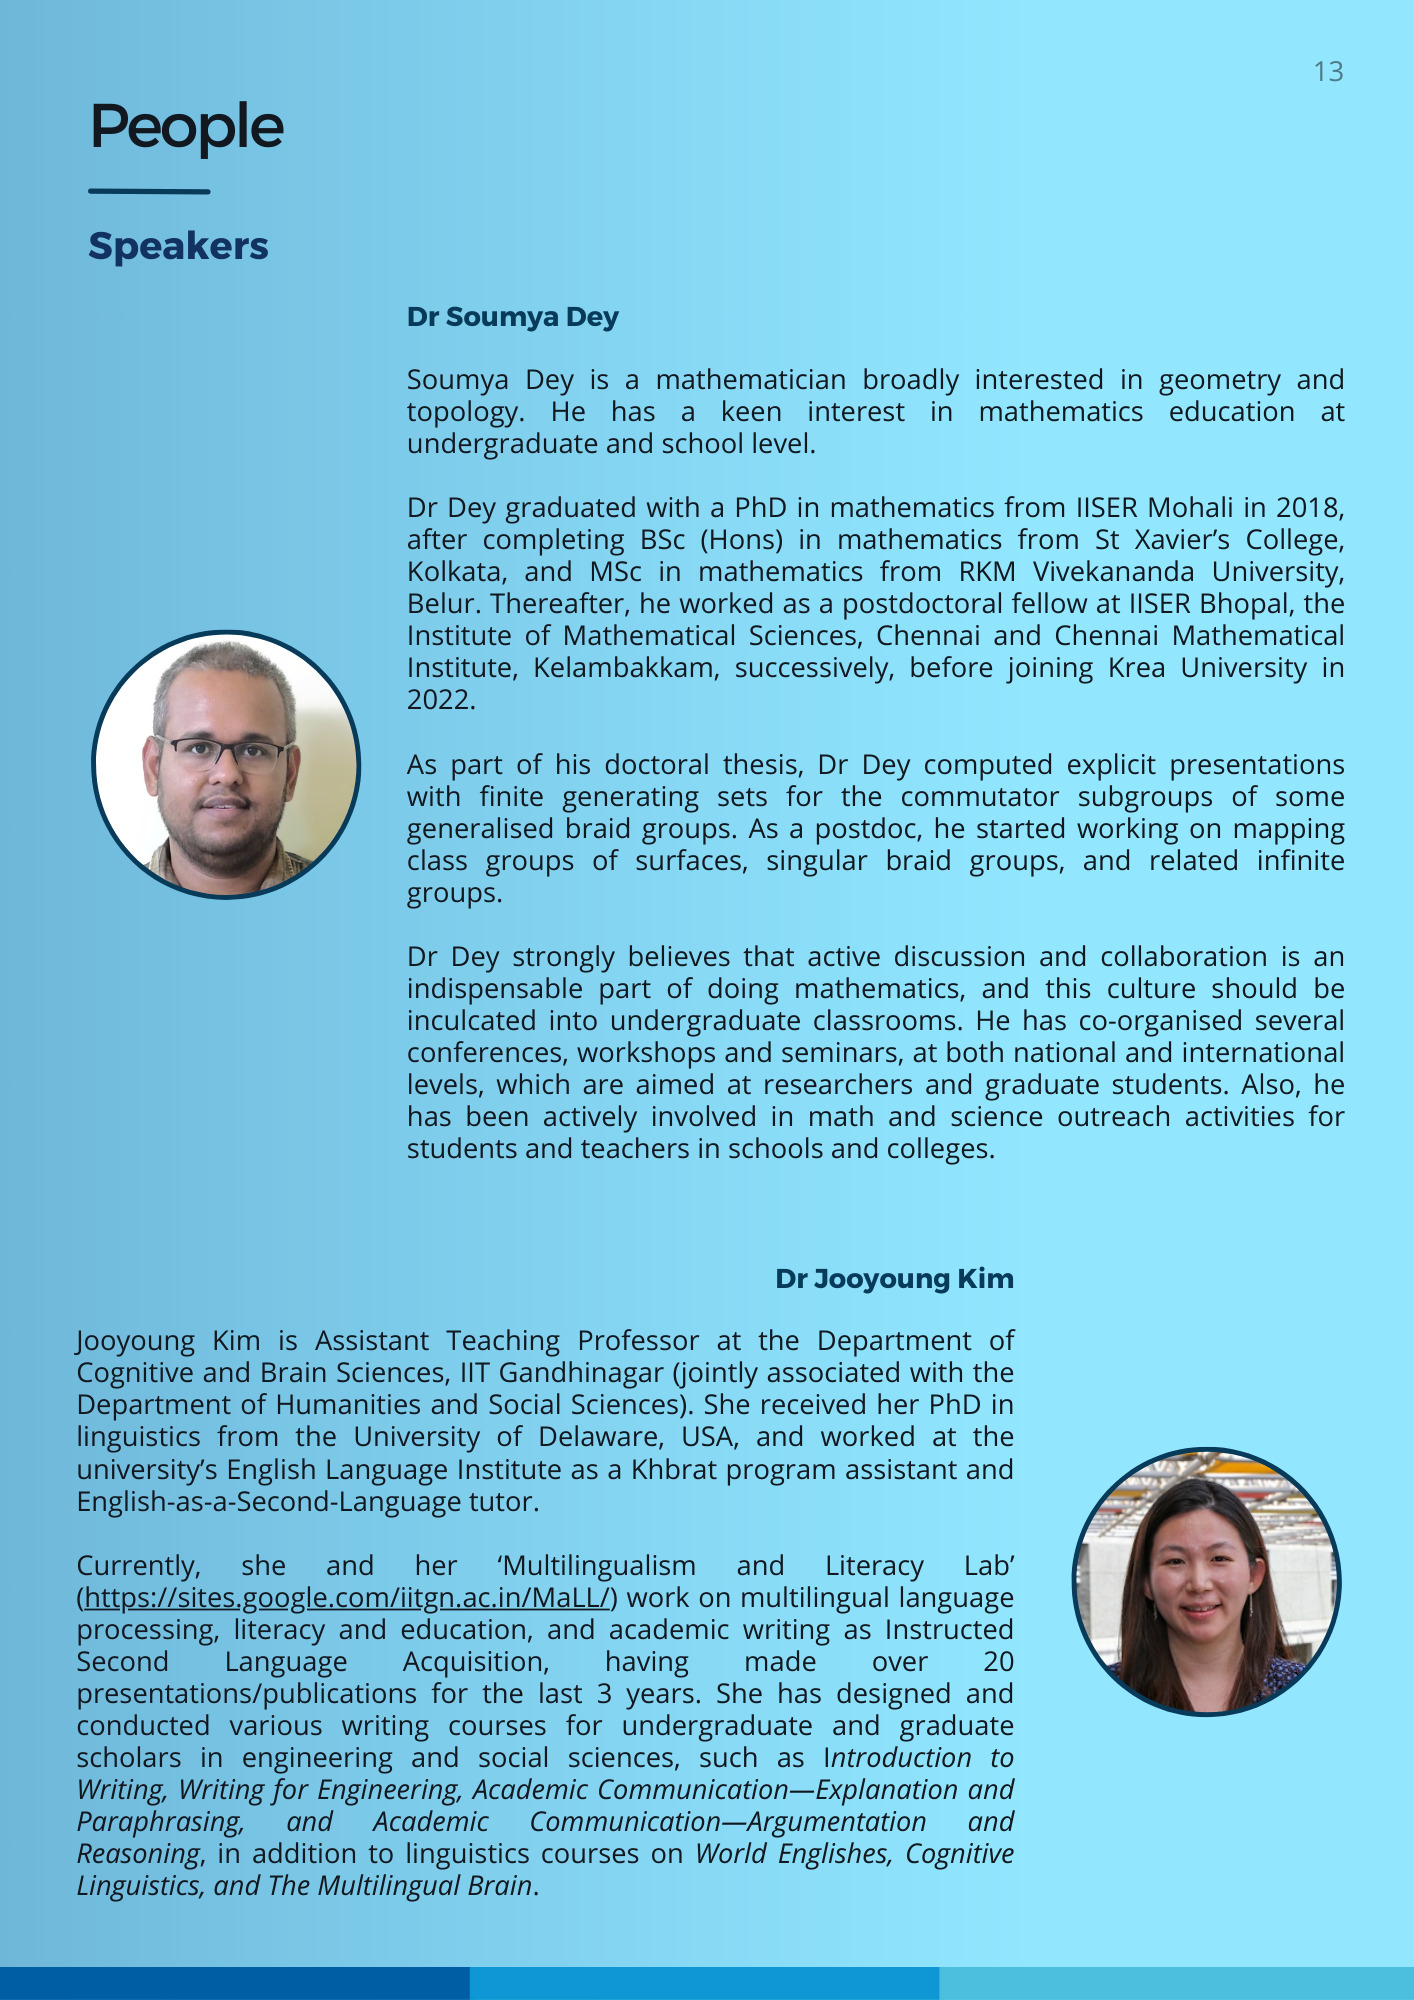 13
People
Speakers
Dr Soumya Dey
Soumya Dey is a mathematician broadly interested in geometry and
topology. He has a keen interest in mathematics education at
undergraduate and school level.
Dr Dey graduated with a PhD in mathematics from IISER Mohali in 2018,
after completing BSc (Hons) in mathematics from St Xavier’s College,
Kolkata, and MSc in mathematics from RKM Vivekananda University,
Belur. Thereafter, he worked as a postdoctoral fellow at IISER Bhopal, the
Institute of Mathematical Sciences, Chennai and Chennai Mathematical
Institute, Kelambakkam, successively, before joining Krea University in
2022.
As part of his doctoral thesis, Dr Dey computed explicit presentations
with finite generating sets for the commutator subgroups of some
generalised braid groups. As a postdoc, he started working on mapping
class groups of surfaces, singular braid groups, and related infinite
groups.
Dr Dey strongly believes that active discussion and collaboration is an
indispensable part of doing mathematics, and this culture should be
inculcated into undergraduate classrooms. He has co-organised several
conferences, workshops and seminars, at both national and international
levels, which are aimed at researchers and graduate students. Also, he
has been actively involved in math and science outreach activities for
students and teachers in schools and colleges.
Dr Jooyoung Kim
Jooyoung Kim is Assistant Teaching Professor at the Department of
Cognitive and Brain Sciences, IIT Gandhinagar (jointly associated with the
Department of Humanities and Social Sciences). She received her PhD in
linguistics from the University of Delaware, USA, and worked at the
university’s English Language Institute as a Khbrat program assistant and
English-as-a-Second-Language tutor.
Currently, she and her ‘Multilingualism and Literacy Lab’
(https://sites.google.com/iitgn.ac.in/MaLL/) work on multilingual language
processing, literacy and education, and academic writing as Instructed
Second Language Acquisition, having made over 20
presentations/publications for the last 3 years. She has designed and
conducted various writing courses for undergraduate and graduate
scholars in engineering and social sciences, such as Introduction to
Writing, Writing for Engineering, Academic Communication—Explanation and
Paraphrasing, and Academic Communication—Argumentation and
Reasoning, in addition to linguistics courses on World Englishes, Cognitive
Linguistics, and The Multilingual Brain.